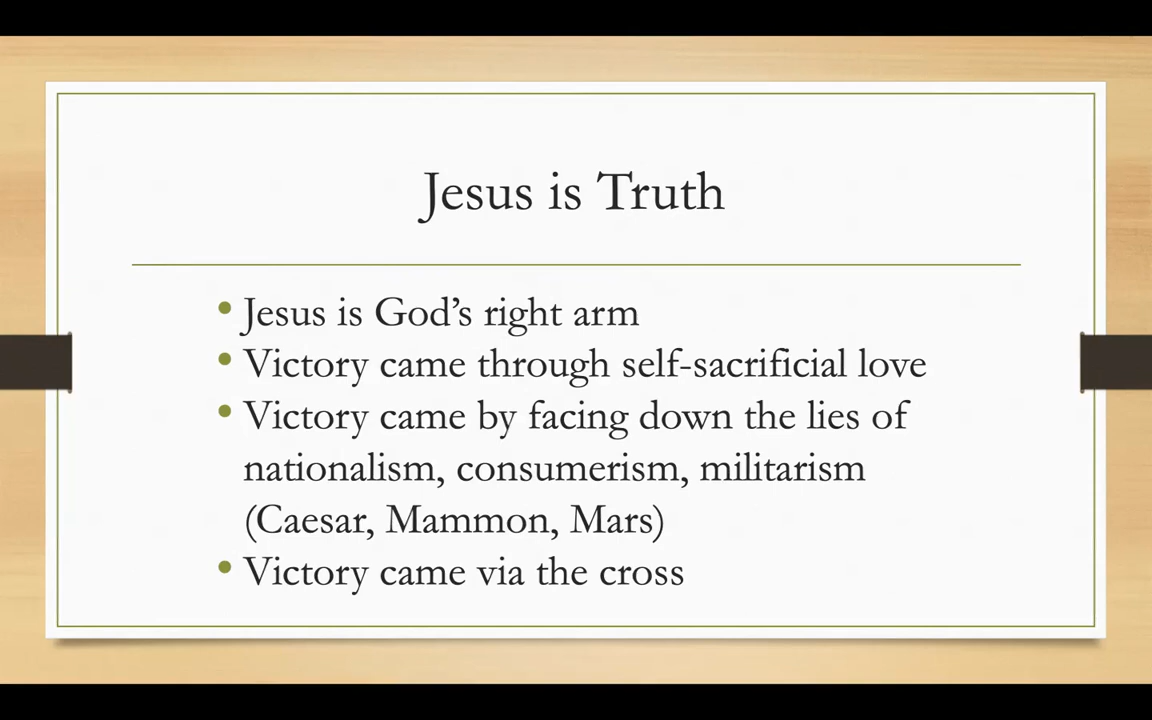 Jesus is Truth
• Jesus is God’s right arm
• Victory came through self-sacrificial love
• Victory came by facing down the lies of
nationalism, consumerism, militarism
(Caesar, Mammon, Mars)
• Victory came via the cross